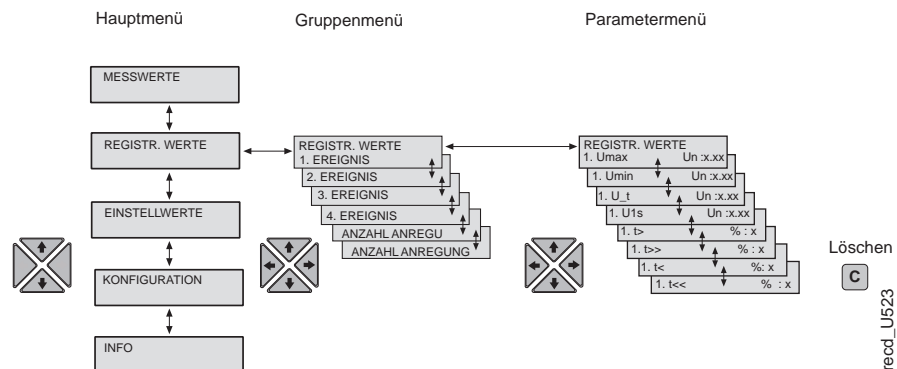 Hauptmenü
Gruppenmenü
Parametermenü
MESSWERTE
REGISTR. WERTE
EINSTELLWERTE
KONFIGURATION
INFO
REGISTR. WERTE
1. EREIGNIS
2. EREIGNIS
3. EREIGNIS
4. EREIGNIS
ANZAHL ANREGU
ANZAHL ANREGUNG
REGISTR. WERTE
1. Umax Un :x.xx
1. Umin Un :x.xx
1. U_t Un :x.xx
1. U1s Un :x.xx
1. t> % : x
1. t>> % : x
1. t< %: x
1. t<< % : x
Löschen
C
recd_U523